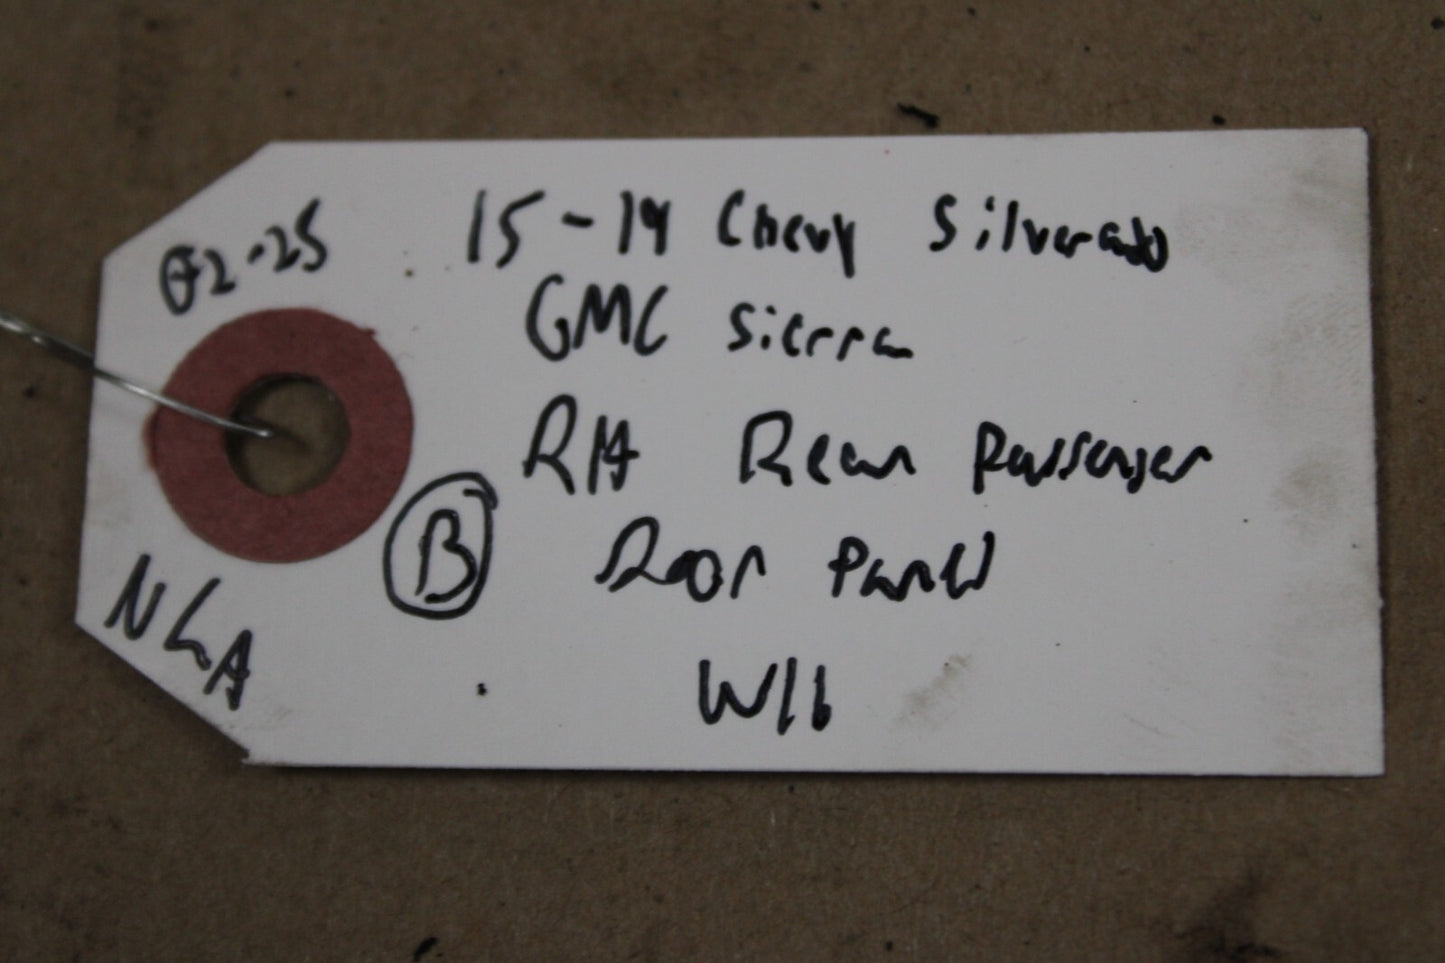 02-25
15-19 Chevy Silverado
GMC Sierra
RH Rear Passenger
B Door Panel
NLA
W16